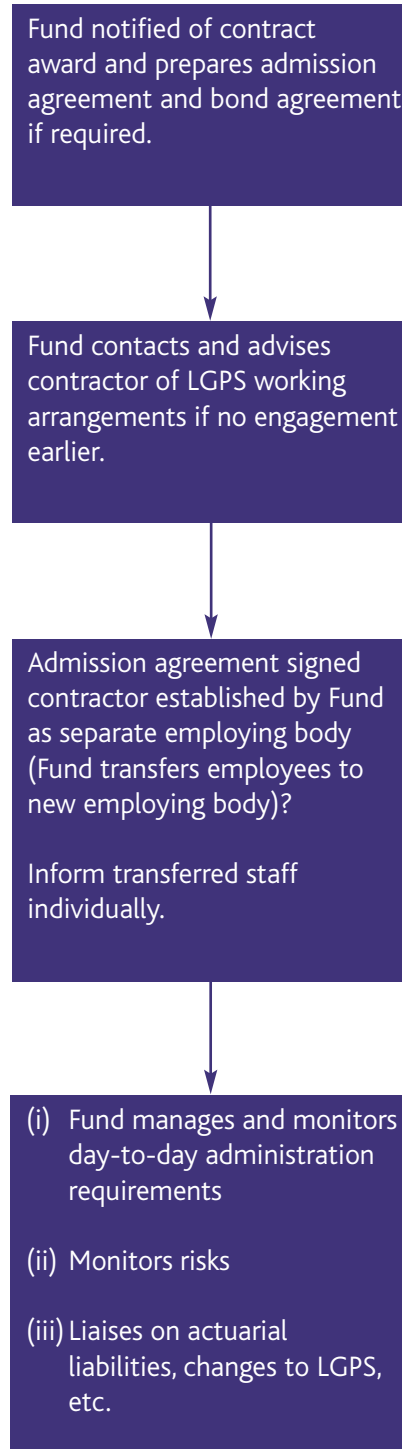 Fund notified of contract
award and prepares admission
agreement and bond agreement
if required.
Fund contacts and advises
contractor of LGPS working
arrangements if no engagement
earlier.
Admission agreement signed
contractor established by Fund
as separate employing body
(Fund transfers employees to
new employing body)?
Inform transferred staff
individually.
(i) Fund manages and monitors
day-to-day administration
requirements
(ii) Monitors risks
(iii) Liaises on actuarial
liabilities, changes to LGPS,
etc.